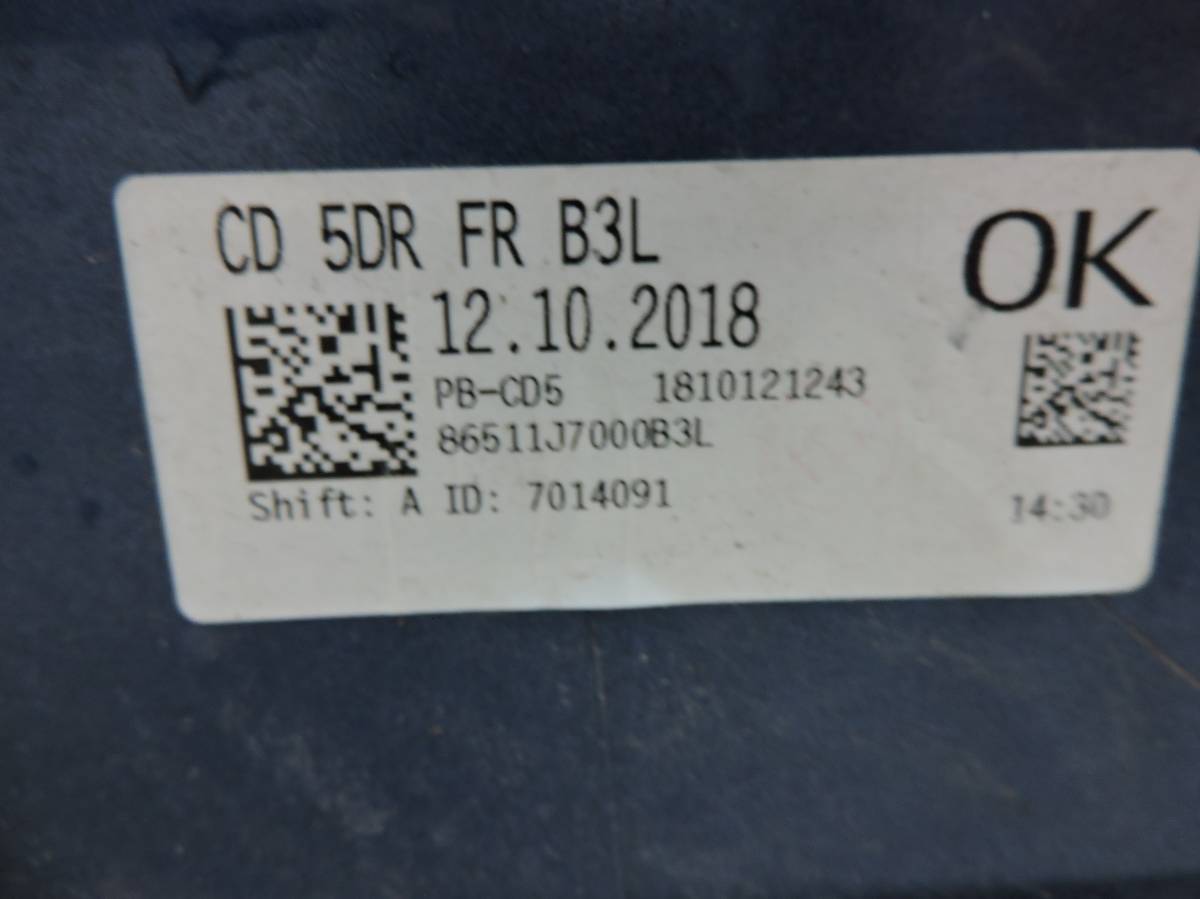 CD 5DR FR B3L
OK
12.10.2018
PB-CD5 1810121243
86511J7000B3L
Shift: A ID: 7014091
14:30